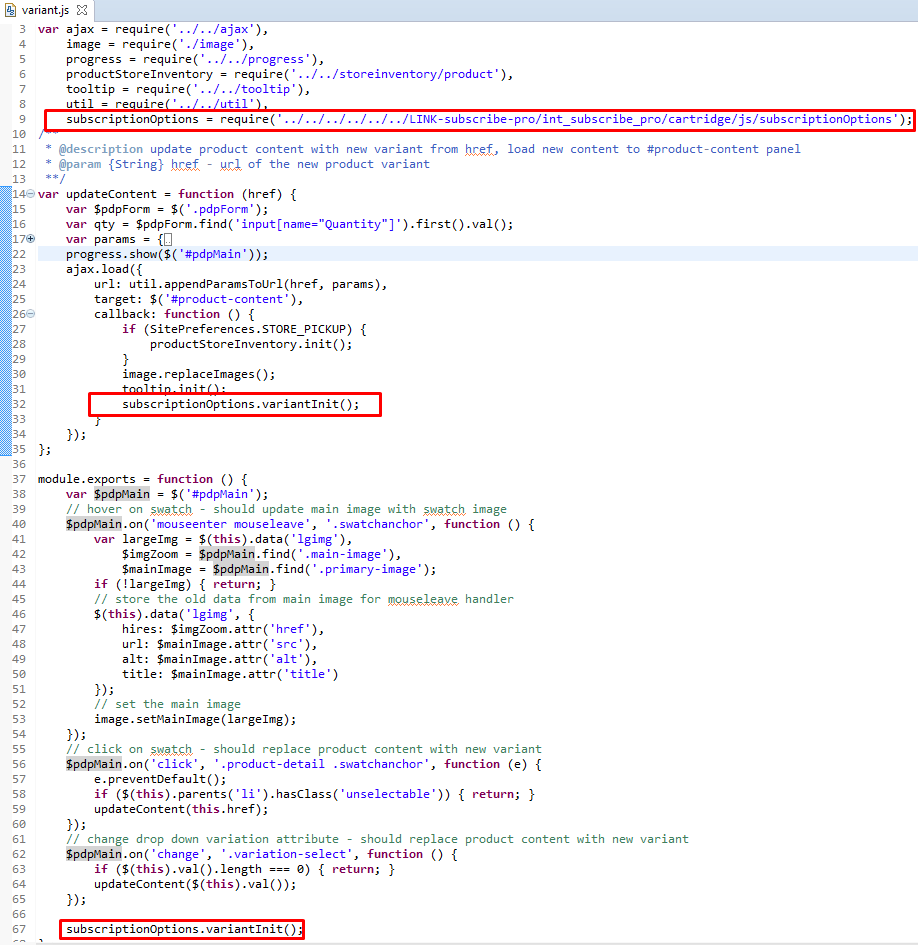 variant.js
3 var ajax = require('../../ajax'),
4     image = require('./image'),
5     progress = require('../../progress'),
6     productStoreInventory = require('../../storeinventory/product'),
7     tooltip = require('../../tooltip'),
8     util = require('../../util'),
9     subscriptionOptions = require('../../../../../../LINK-subscribe-pro/int_subscribe_pro/cartridge/js/subscriptionOptions');
10 /**
11  * @description update product content with new variant from href, load new content to #product-content panel
12  * @param {String} href - url of the new product variant
13  **/
14 var updateContent = function (href) {
15     var $pdpForm = $('.pdpForm');
16     var qty = $pdpForm.find('input[name="Quantity"]').first().val();
17     var params = {
22     progress.show($('#pdpMain'));
23     ajax.load({
24         url: util.appendParamsToUrl(href, params),
25         target: $('#product-content'),
26         callback: function () {
27             if (SitePreferences.STORE_PICKUP) {
28                 productStoreInventory.init();
29             }
30             image.replaceImages();
31             tooltip.init();
32             subscriptionOptions.variantInit();
33         }
34     });
35 };
36
37 module.exports = function () {
38     var $pdpMain = $('#pdpMain');
39     // hover on swatch - should update main image with swatch image
40     $pdpMain.on('mouseenter mouseleave', '.swatchanchor', function () {
41         var largeImg = $(this).data('lgimg'),
42             $imgZoom = $pdpMain.find('.main-image'),
43             $mainImage = $pdpMain.find('.primary-image');
44         if (!largeImg) { return; }
45         // store the old data from main image for mouseleave handler
46         $(this).data('lgimg', {
47             hires: $imgZoom.attr('href'),
48             url: $mainImage.attr('src'),
49             alt: $mainImage.attr('alt'),
50             title: $mainImage.attr('title')
51         });
52         // set the main image
53         image.setMainImage(largeImg);
54     });
55     // click on swatch - should replace product content with new variant
56     $pdpMain.on('click', '.product-detail .swatchanchor', function (e) {
57         e.preventDefault();
58         if ($(this).parents('li').hasClass('unselectable')) { return; }
59         updateContent(this.href);
60     });
61     // change drop down variation attribute - should replace product content with new variant
62     $pdpMain.on('change', '.variation-select', function () {
63         if ($(this).val().length === 0) { return; }
64         updateContent($(this).val());
65     });
66
67     subscriptionOptions.variantInit();